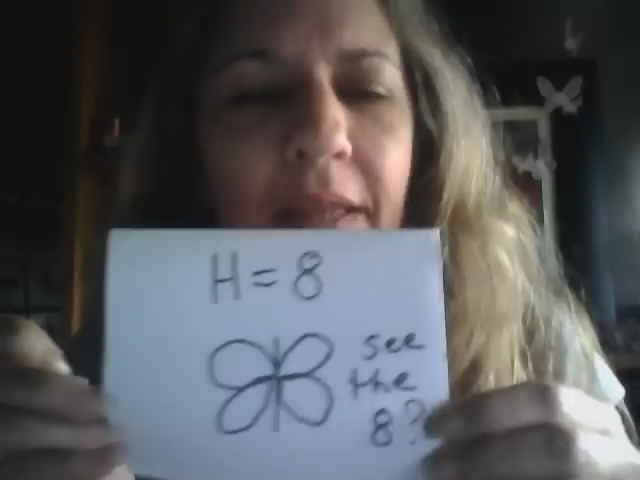 H = 8
see
the
8?